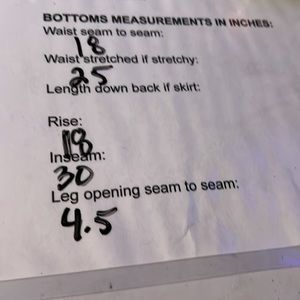 BOTTOMS MEASUREMENTS IN INCHES:
Waist seam to seam:
18
Waist stretched if stretchy:
25
Length down back if skirt:
Rise:
18
Inseam:
30
Leg opening seam to seam:
4.5